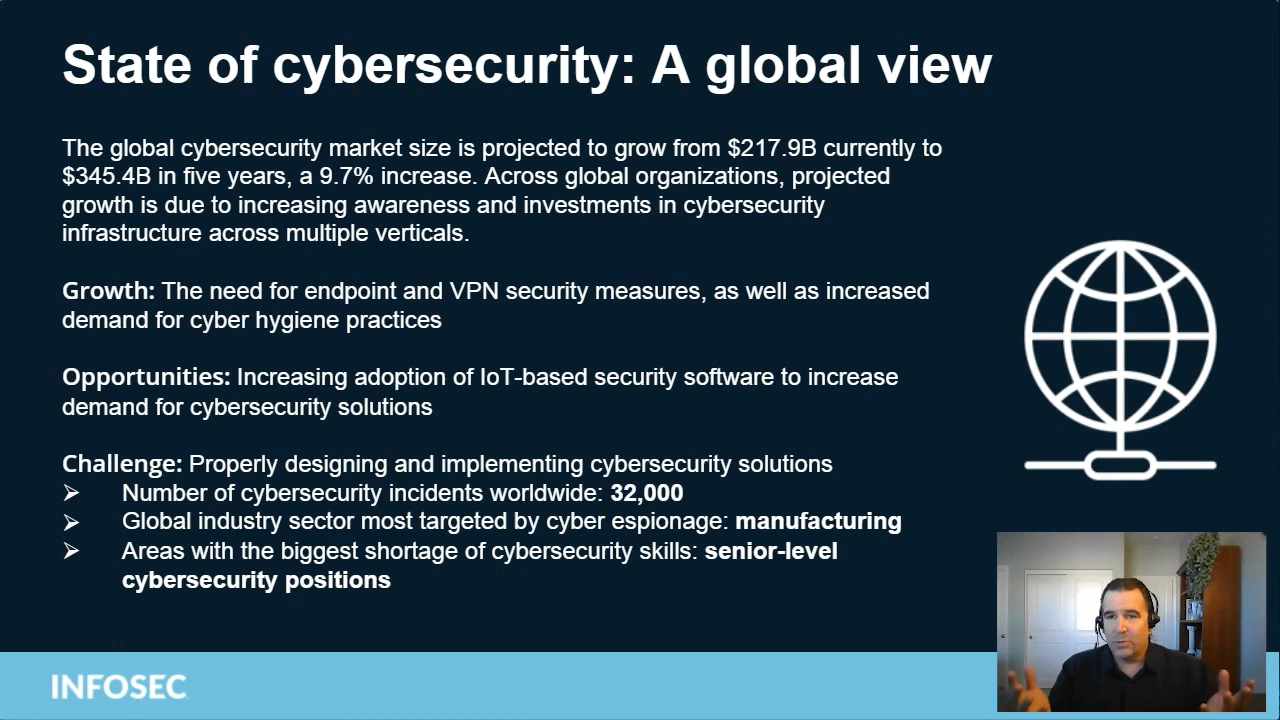 State of cybersecurity: A global view
The global cybersecurity market size is projected to grow from $217.9B currently to
$345.4B in five years, a 9.7% increase. Across global organizations, projected
growth is due to increasing awareness and investments in cybersecurity
infrastructure across multiple verticals.
Growth: The need for endpoint and VPN security measures, as well as increased
demand for cyber hygiene practices
Opportunities: Increasing adoption of IoT-based security software to increase
demand for cybersecurity solutions
Challenge: Properly designing and implementing cybersecurity solutions
➢ Number of cybersecurity incidents worldwide: 32,000
➢ Global industry sector most targeted by cyber espionage: manufacturing
➢ Areas with the biggest shortage of cybersecurity skills: senior-level
cybersecurity positions
INFOSEC